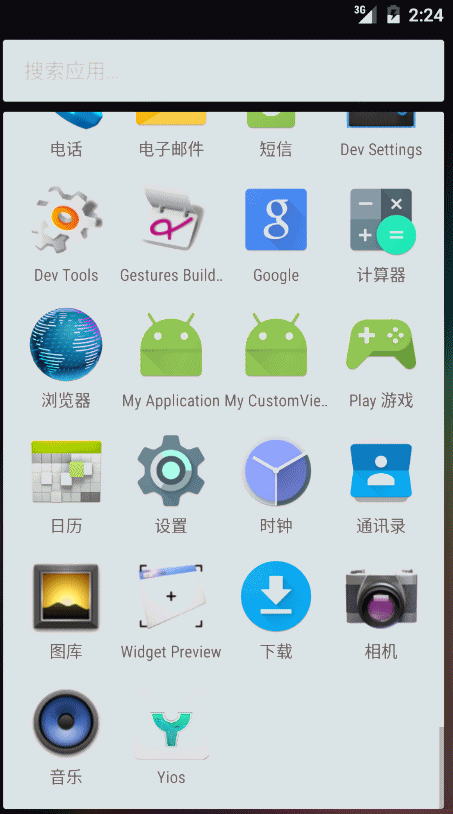 3G 2:24
搜索应用...
电话 电子邮件 短信 Dev Settings
Dev Tools Gestures Build.. Google 计算器
浏览器 My Application My CustomVie.. Play 游戏
日历 设置 时钟 通讯录
图库 Widget Preview 下载 相机
音乐 Yios